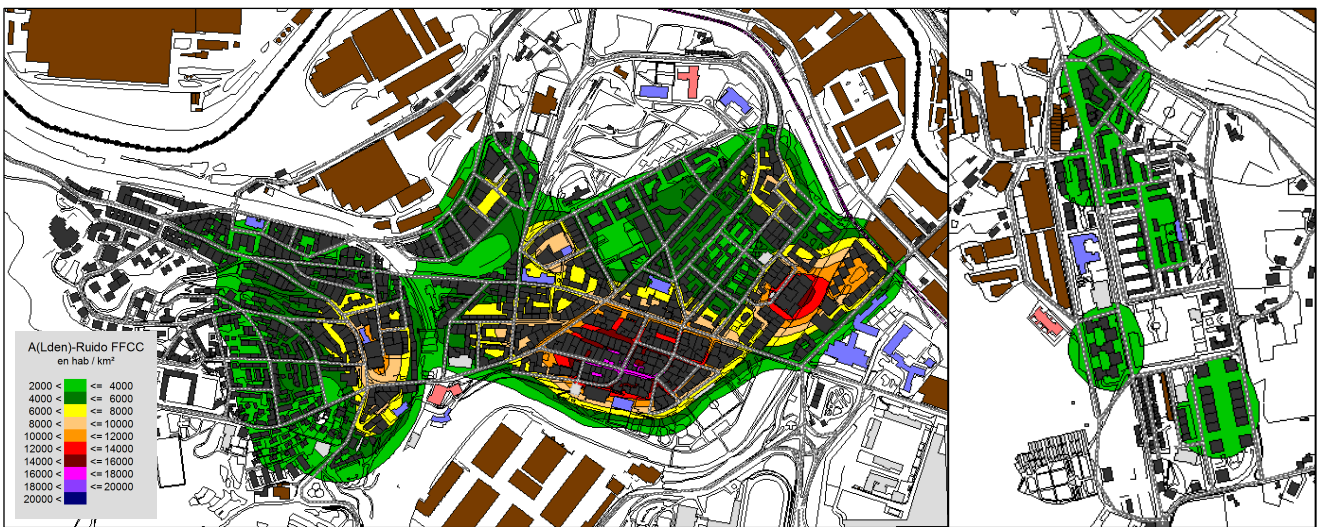 A(Lden)-Ruido FFCC
en hab / km²
2000 < <= 4000
4000 < <= 6000
6000 < <= 8000
8000 < <= 10000
10000 < <= 12000
12000 < <= 14000
14000 < <= 16000
16000 < <= 18000
18000 < <= 20000
20000 <